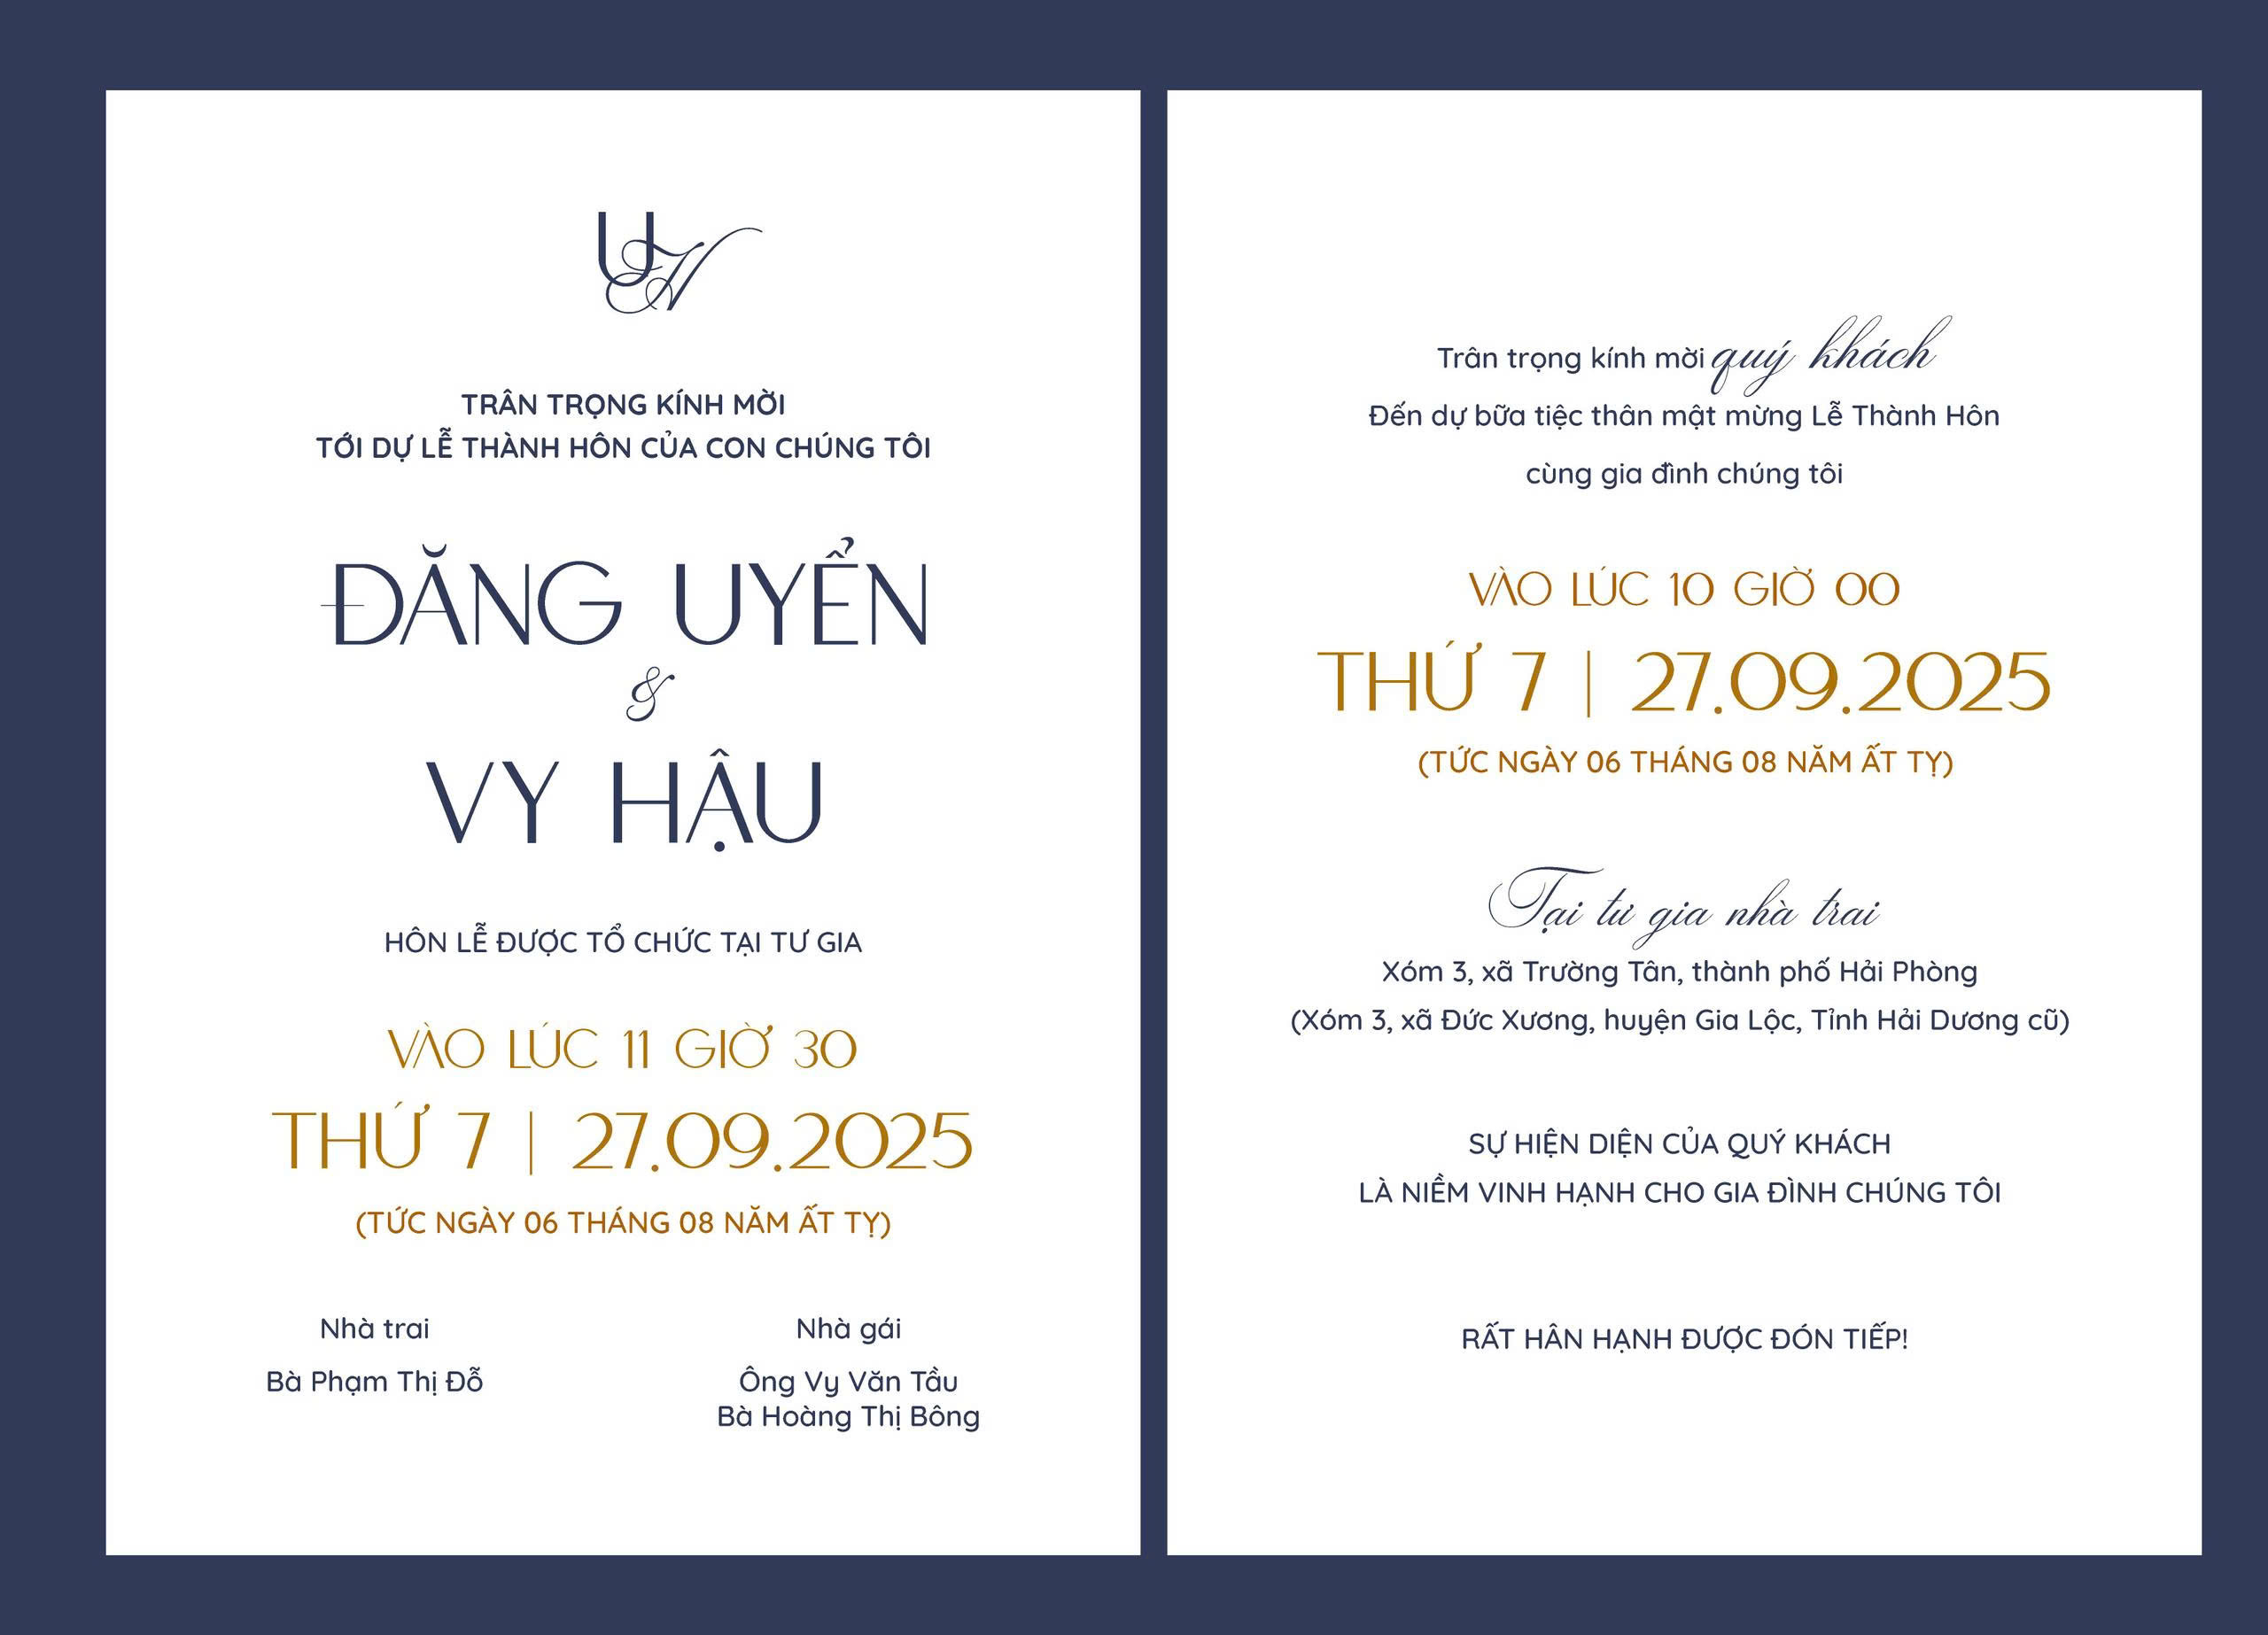 UH
TRÂN TRỌNG KÍNH MỜI
TỚI DỰ LỄ THÀNH HÔN CỦA CON CHÚNG TÔI
ĐĂNG UYỂN
&
VY HẬU
HÔN LỄ ĐƯỢC TỔ CHỨC TẠI TƯ GIA
VÀO LÚC 11 GIỜ 30
THỨ 7 | 27.09.2025
(TỨC NGÀY 06 THÁNG 08 NĂM ẤT TỴ)
Nhà trai
Bà Phạm Thị Đỗ
Nhà gái
Ông Vy Văn Tầu
Bà Hoàng Thị Bông
Trân trọng kính mời quý khách
Đến dự bữa tiệc thân mật mừng Lễ Thành Hôn
cùng gia đình chúng tôi
VÀO LÚC 10 GIỜ 00
THỨ 7 | 27.09.2025
(TỨC NGÀY 06 THÁNG 08 NĂM ẤT TỴ)
Tại tư gia nhà trai
Xóm 3, xã Trường Tân, thành phố Hải Phòng
(Xóm 3, xã Đức Xương, huyện Gia Lộc, Tỉnh Hải Dương cũ)
SỰ HIỆN DIỆN CỦA QUÝ KHÁCH
LÀ NIỀM VINH HẠNH CHO GIA ĐÌNH CHÚNG TÔI
RẤT HÂN HẠNH ĐƯỢC ĐÓN TIẾP!